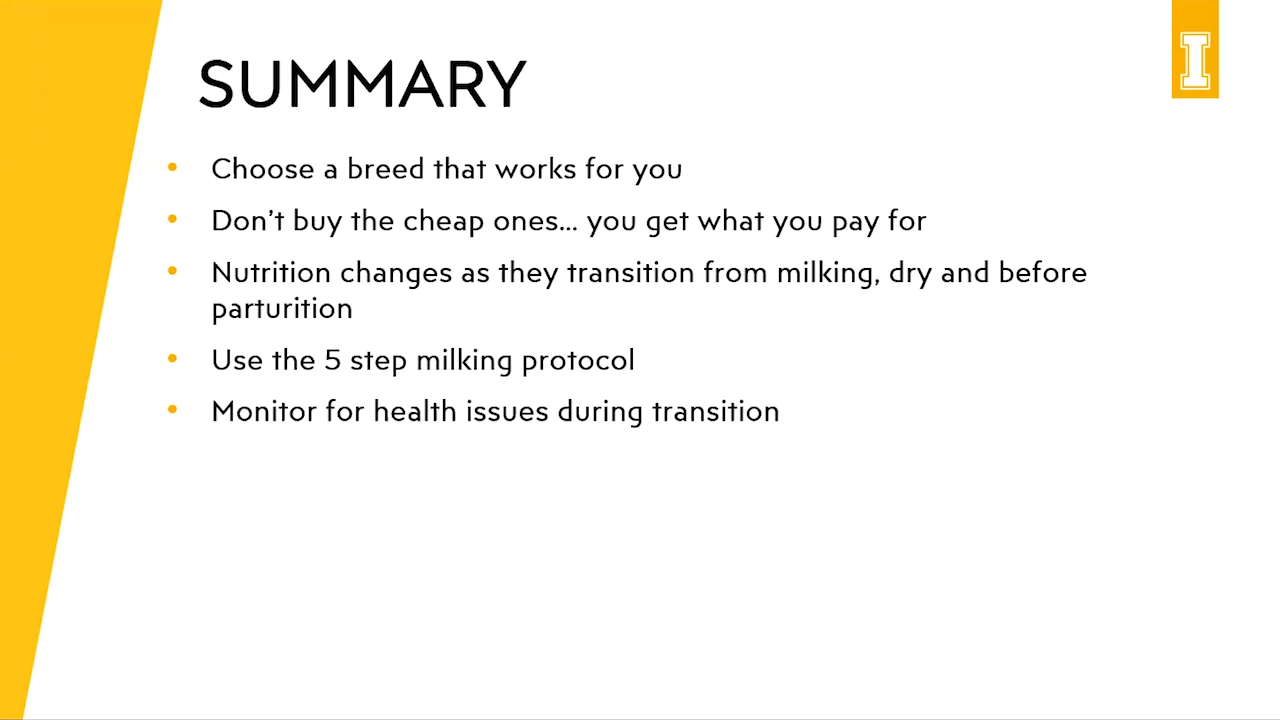 I
SUMMARY
• Choose a breed that works for you
• Don’t buy the cheap ones... you get what you pay for
• Nutrition changes as they transition from milking, dry and before
parturition
• Use the 5 step milking protocol
• Monitor for health issues during transition